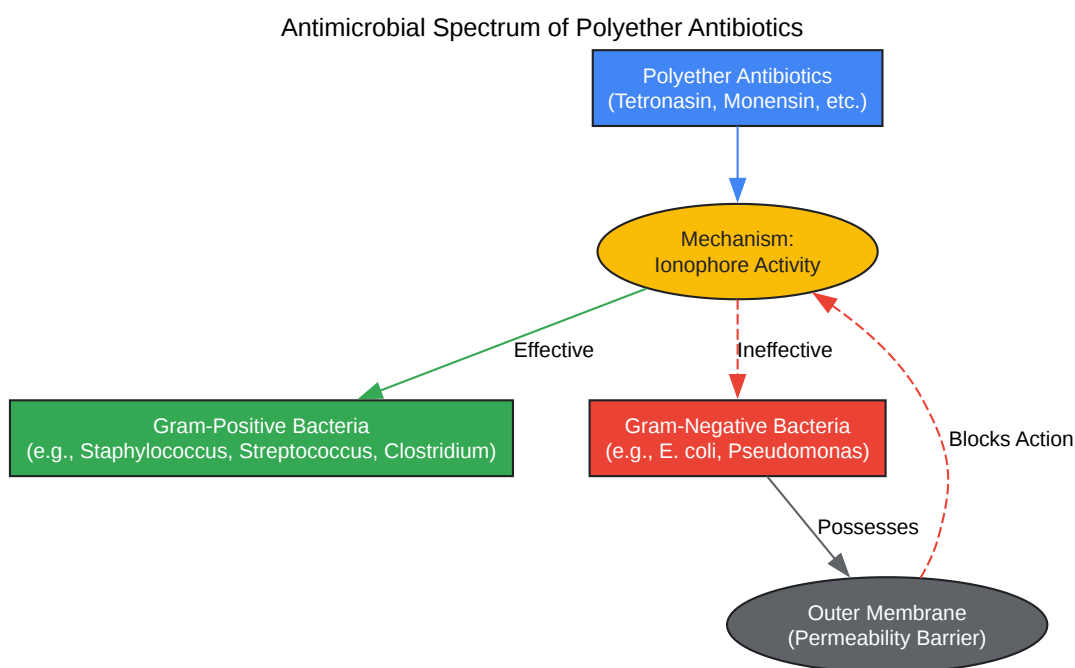 Antimicrobial Spectrum of Polyether Antibiotics
Polyether Antibiotics
(Tetronasin, Monensin, etc.)
Mechanism:
Ionophore Activity
Effective
Ineffective
Gram-Positive Bacteria
(e.g., Staphylococcus, Streptococcus, Clostridium)
Gram-Negative Bacteria
(e.g., E. coli, Pseudomonas)
Blocks Action
Possesses
Outer Membrane
(Permeability Barrier)